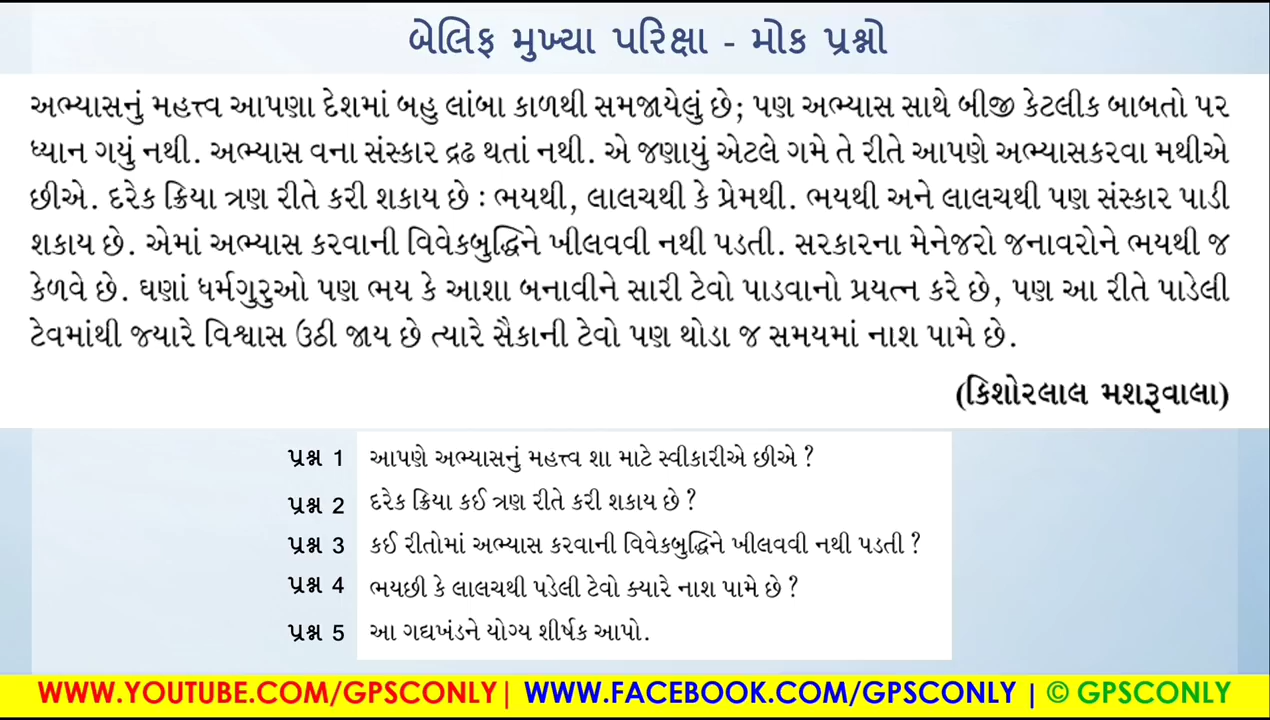 બેલિફ મુખ્યા પરિક્ષા - મોક પ્રશ્નો
અભ્યાસનું મહત્ત્વ આપણા દેશમાં બહુ લાંબા કાળથી સમજાયેલું છે; પણ અભ્યાસ સાથે બીજી કેટલીક બાબતો પર
ધ્યાન ગયું નથી. અભ્યાસ વના સંસ્કાર દ્રઢ થતાં નથી. એ જણાયું એટલે ગમે તે રીતે આપણે અભ્યાસકરવા મથીએ
છીએ. દરેક ક્રિયા ત્રણ રીતે કરી શકાય છે : ભયથી, લાલચથી કે પ્રેમથી. ભયથી અને લાલચથી પણ સંસ્કાર પાડી
શકાય છે. એમાં અભ્યાસ કરવાની વિવેકબુદ્ધિને ખીલવવી નથી પડતી. સરકારના મેનેજરો જનાવરોને ભયથી જ
કેળવે છે. ઘણાં ધર્મગુરુઓ પણ ભય કે આશા બનાવીને સારી ટેવો પાડવાનો પ્રયત્ન કરે છે, પણ આ રીતે પાડેલી
ટેવમાંથી જ્યારે વિશ્વાસ ઉઠી જાય છે ત્યારે સૈકાની ટેવો પણ થોડા જ સમયમાં નાશ પામે છે.
(કિશોરલાલ મશરૂવાલા)
પ્રશ્ન 1 આપણે અભ્યાસનું મહત્ત્વ શા માટે સ્વીકારીએ છીએ ?
પ્રશ્ન 2 દરેક ક્રિયા કઈ ત્રણ રીતે કરી શકાય છે ?
પ્રશ્ન 3 કઈ રીતોમાં અભ્યાસ કરવાની વિવેકબુદ્ધિને ખીલવવી નથી પડતી ?
પ્રશ્ન 4 ભયછી કે લાલચથી પડેલી ટેવો ક્યારે નાશ પામે છે ?
પ્રશ્ન 5 આ ગદ્યખંડને યોગ્ય શીર્ષક આપો.
WWW.YOUTUBE.COM/GPSCONLY | WWW.FACEBOOK.COM/GPSCONLY | © GPSCONLY